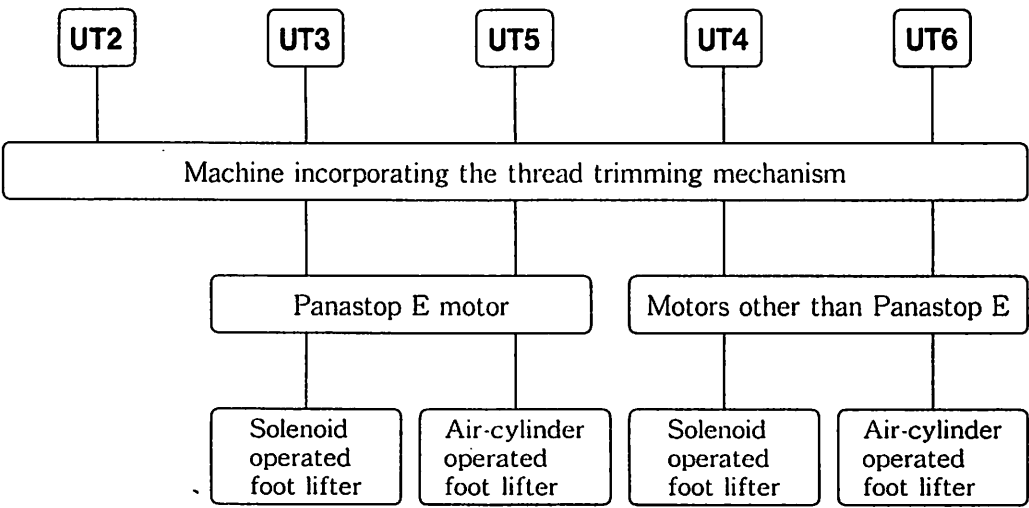 UT2
UT3
UT5
UT4
UT6
Machine incorporating the thread trimming mechanism
Panastop E motor
Motors other than Panastop E
Solenoid
operated
foot lifter
Air-cylinder
operated
foot lifter
Solenoid
operated
foot lifter
Air-cylinder
operated
foot lifter